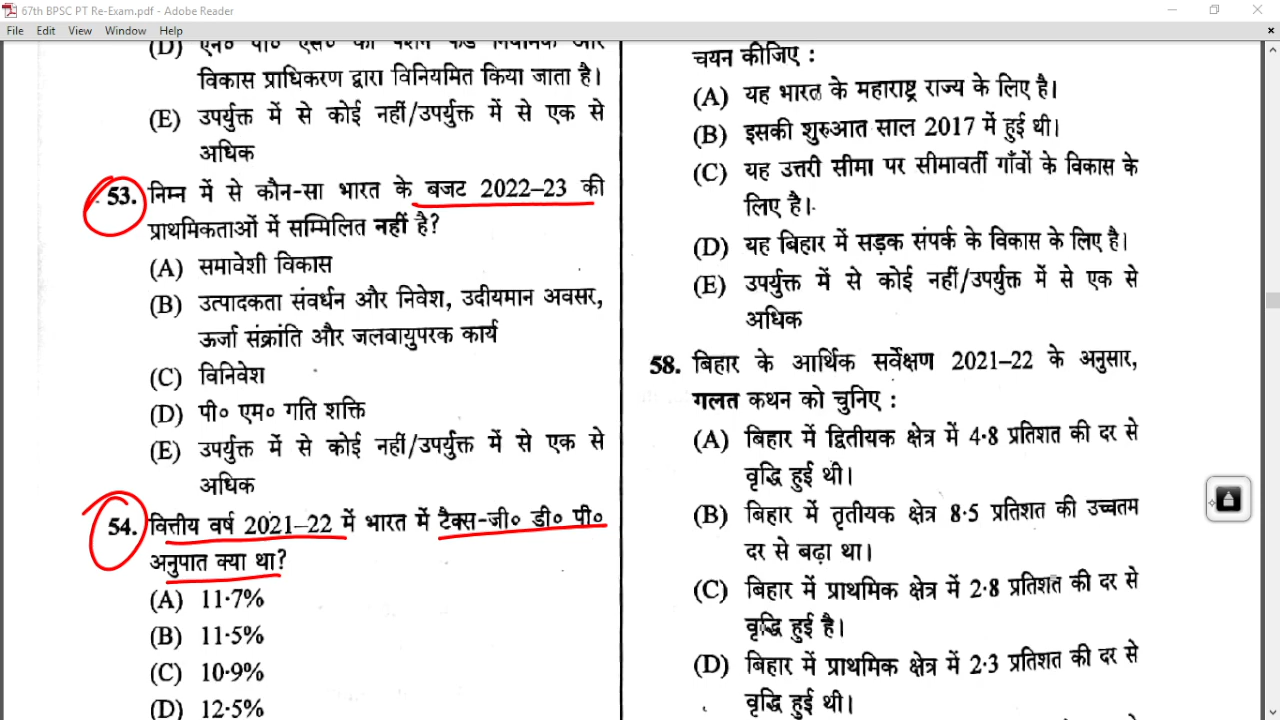 67th BPSC PT Re-Exam.pdf - Adobe Reader
File Edit View Window Help
(D) एन० पी० एस० को पेंशन फंड नियामक और
विकास प्राधिकरण द्वारा विनियमित किया जाता है।
(E) उपर्युक्त में से कोई नहीं/उपर्युक्त में से एक से
अधिक
53. निम्न में से कौन-सा भारत के बजट 2022–23 की
प्राथमिकताओं में सम्मिलित नहीं है?
(A) समावेशी विकास
(B) उत्पादकता संवर्धन और निवेश, उदीयमान अवसर,
ऊर्जा संक्रांति और जलवायुपरक कार्य
(C) विनिवेश
(D) पी० एम० गति शक्ति
(E) उपर्युक्त में से कोई नहीं/उपर्युक्त में से एक से
अधिक
54. वित्तीय वर्ष 2021–22 में भारत में टैक्स-जी० डी० पी०
अनुपात क्या था?
(A) 11·7%
(B) 11·5%
(C) 10·9%
(D) 12·5%
चयन कीजिए :
(A) यह भारत के महाराष्ट्र राज्य के लिए है।
(B) इसकी शुरुआत साल 2017 में हुई थी।
(C) यह उत्तरी सीमा पर सीमावर्ती गाँवों के विकास के
लिए है।
(D) यह बिहार में सड़क संपर्क के विकास के लिए है।
(E) उपर्युक्त में से कोई नहीं/उपर्युक्त में से एक से
अधिक
58. बिहार के आर्थिक सर्वेक्षण 2021–22 के अनुसार,
गलत कथन को चुनिए :
(A) बिहार में द्वितीयक क्षेत्र में 4·8 प्रतिशत की दर से
वृद्धि हुई थी।
(B) बिहार में तृतीयक क्षेत्र 8·5 प्रतिशत की उच्चतम
दर से बढ़ा था।
(C) बिहार में प्राथमिक क्षेत्र में 2·8 प्रतिशत की दर से
वृद्धि हुई है।
(D) बिहार में प्राथमिक क्षेत्र में 2·3 प्रतिशत की दर से
वृद्धि हुई थी।